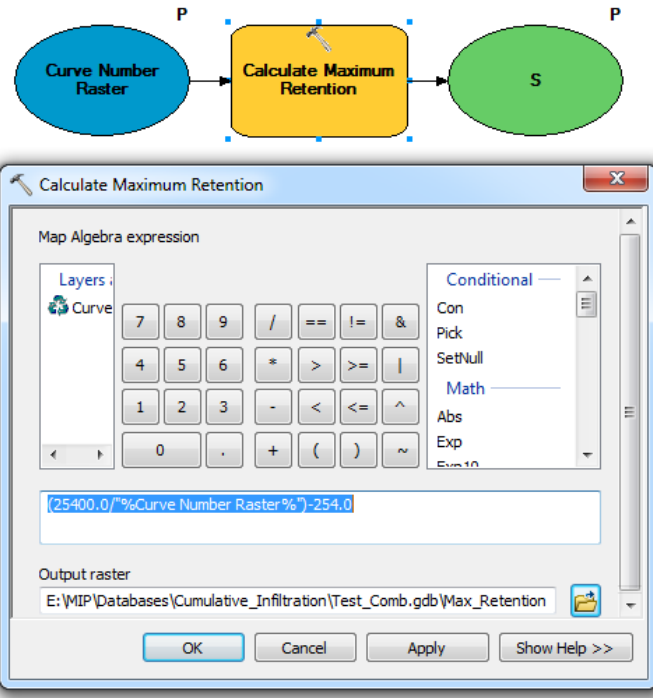 P
P
Curve Number
Raster
Calculate Maximum
Retention
S
Calculate Maximum Retention
x
Map Algebra expression
Layers
Curve
7 8 9 / == != &
4 5 6 * > >= |
1 2 3 - < <= ^
0 . + ( ) ~
Conditional
Con
Pick
SetNull
Math
Abs
Exp
Exp10
(25400.0/"%Curve Number Raster%")-254.0
Output raster
E:\MIP\Databases\Cumulative_Infiltration\Test_Comb.gdb\Max_Retention
OK Cancel Apply Show Help >>